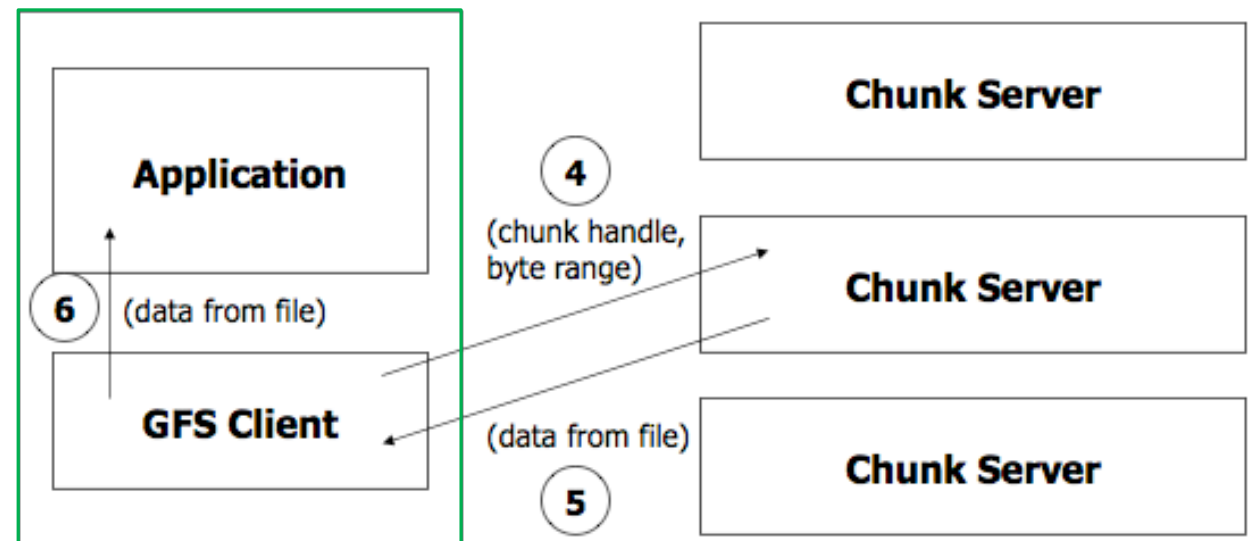 Application
6
(data from file)
GFS Client
4
(chunk handle,
byte range)
(data from file)
5
Chunk Server
Chunk Server
Chunk Server